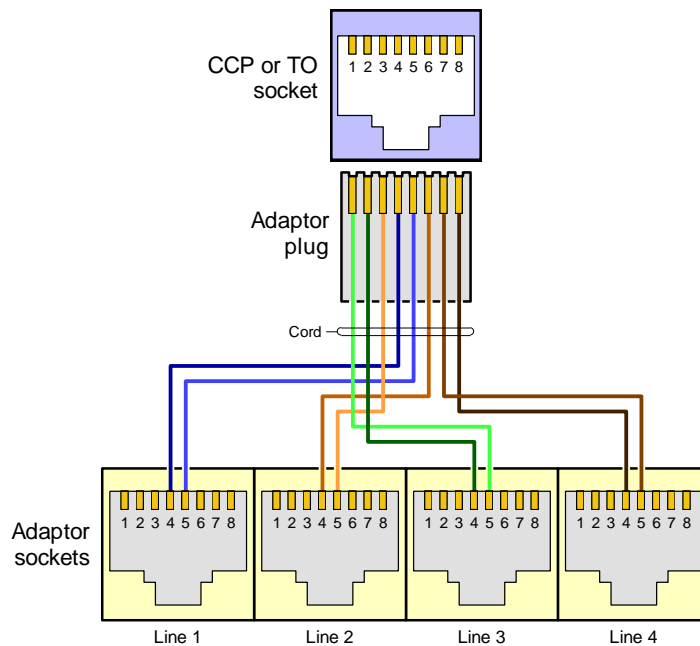 CCP or TO
socket
1 2 3 4 5 6 7 8
Adaptor
plug
Cord
Adaptor
sockets
1 2 3 4 5 6 7 8
1 2 3 4 5 6 7 8
1 2 3 4 5 6 7 8
1 2 3 4 5 6 7 8
Line 1
Line 2
Line 3
Line 4